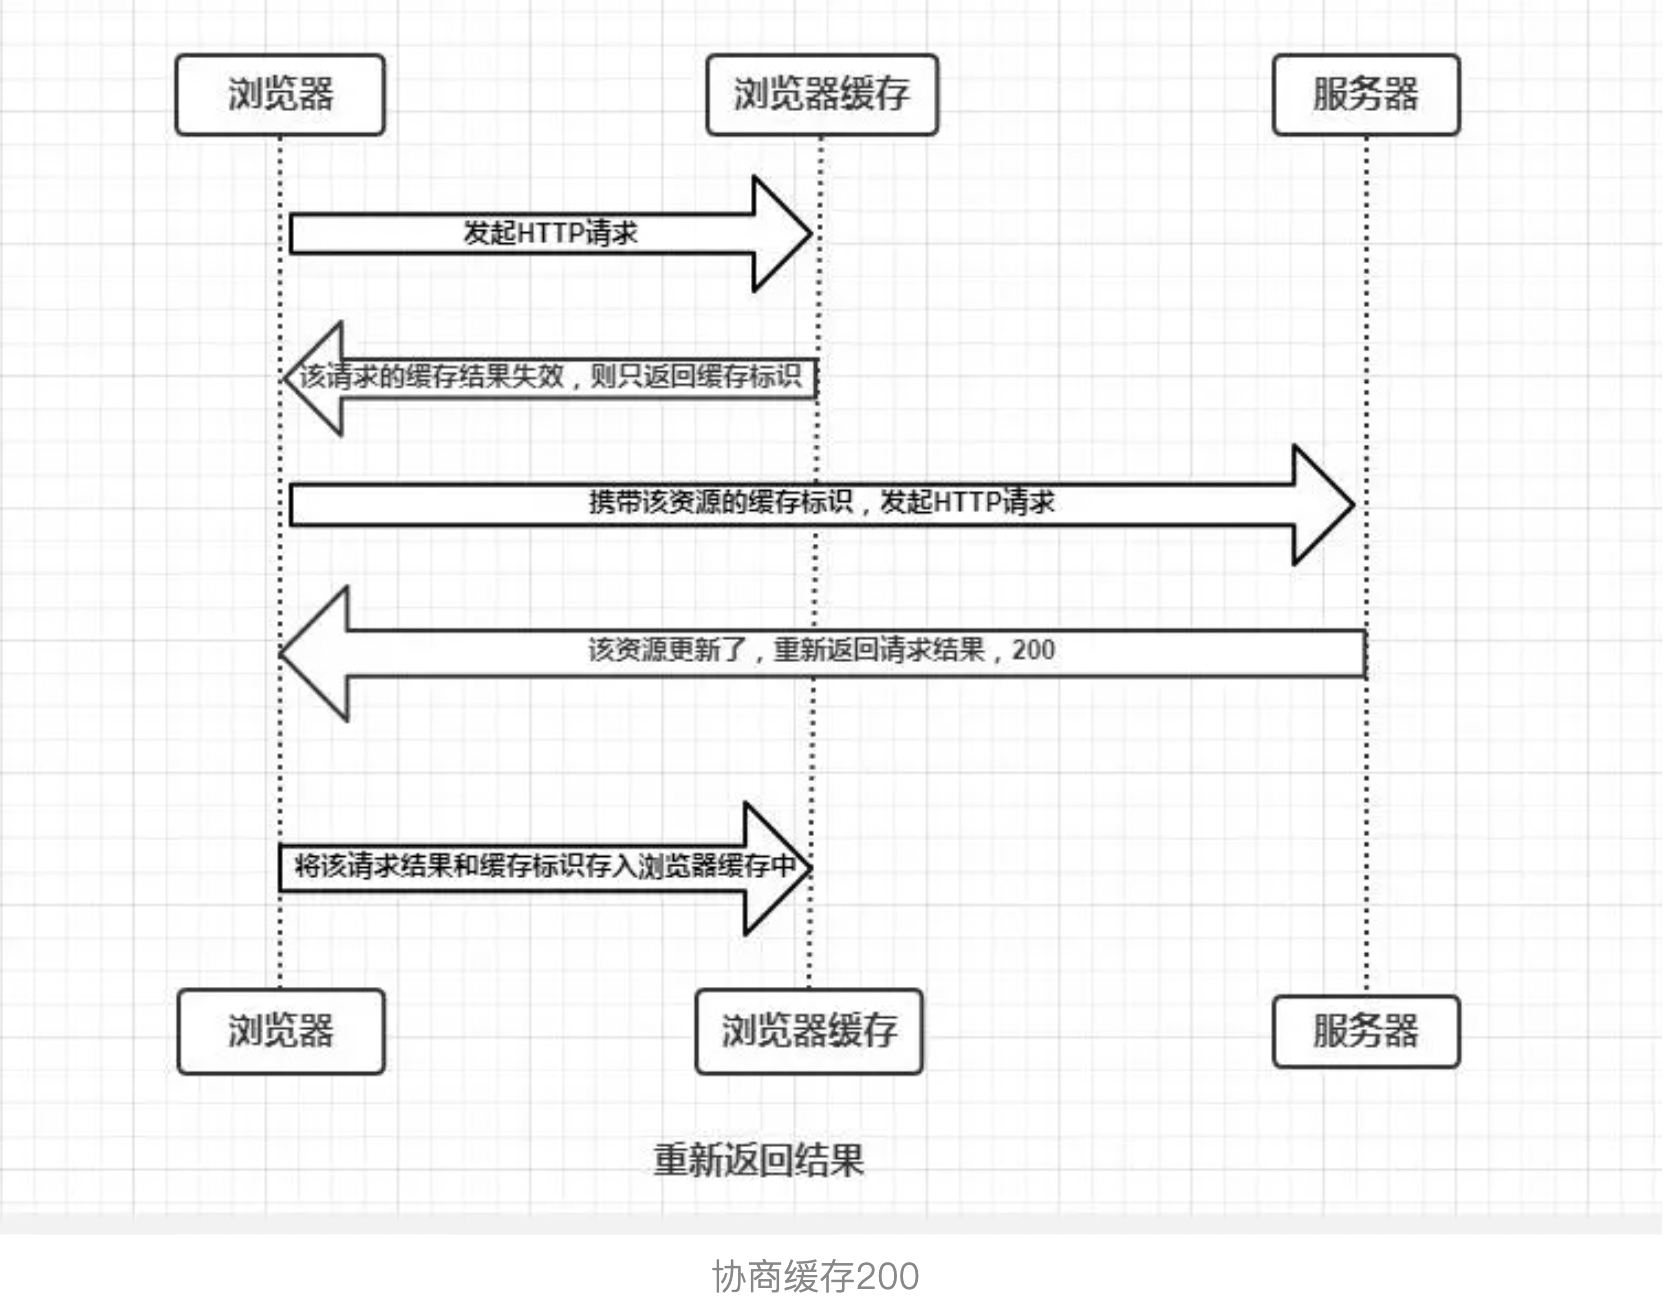 浏览器
浏览器缓存
服务器
发起HTTP请求
该请求的缓存结果失效，则只返回缓存标识
携带该资源的缓存标识，发起HTTP请求
该资源更新了，重新返回请求结果，200
将该请求结果和缓存标识存入浏览器缓存中
浏览器
浏览器缓存
服务器
重新返回结果
协商缓存200